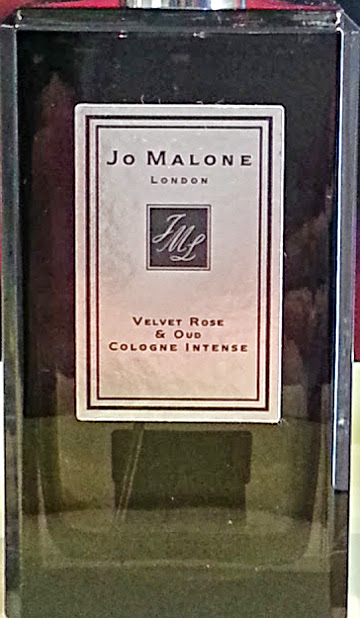 Jo Malone
London
JML
Velvet Rose
& Oud
Cologne Intense